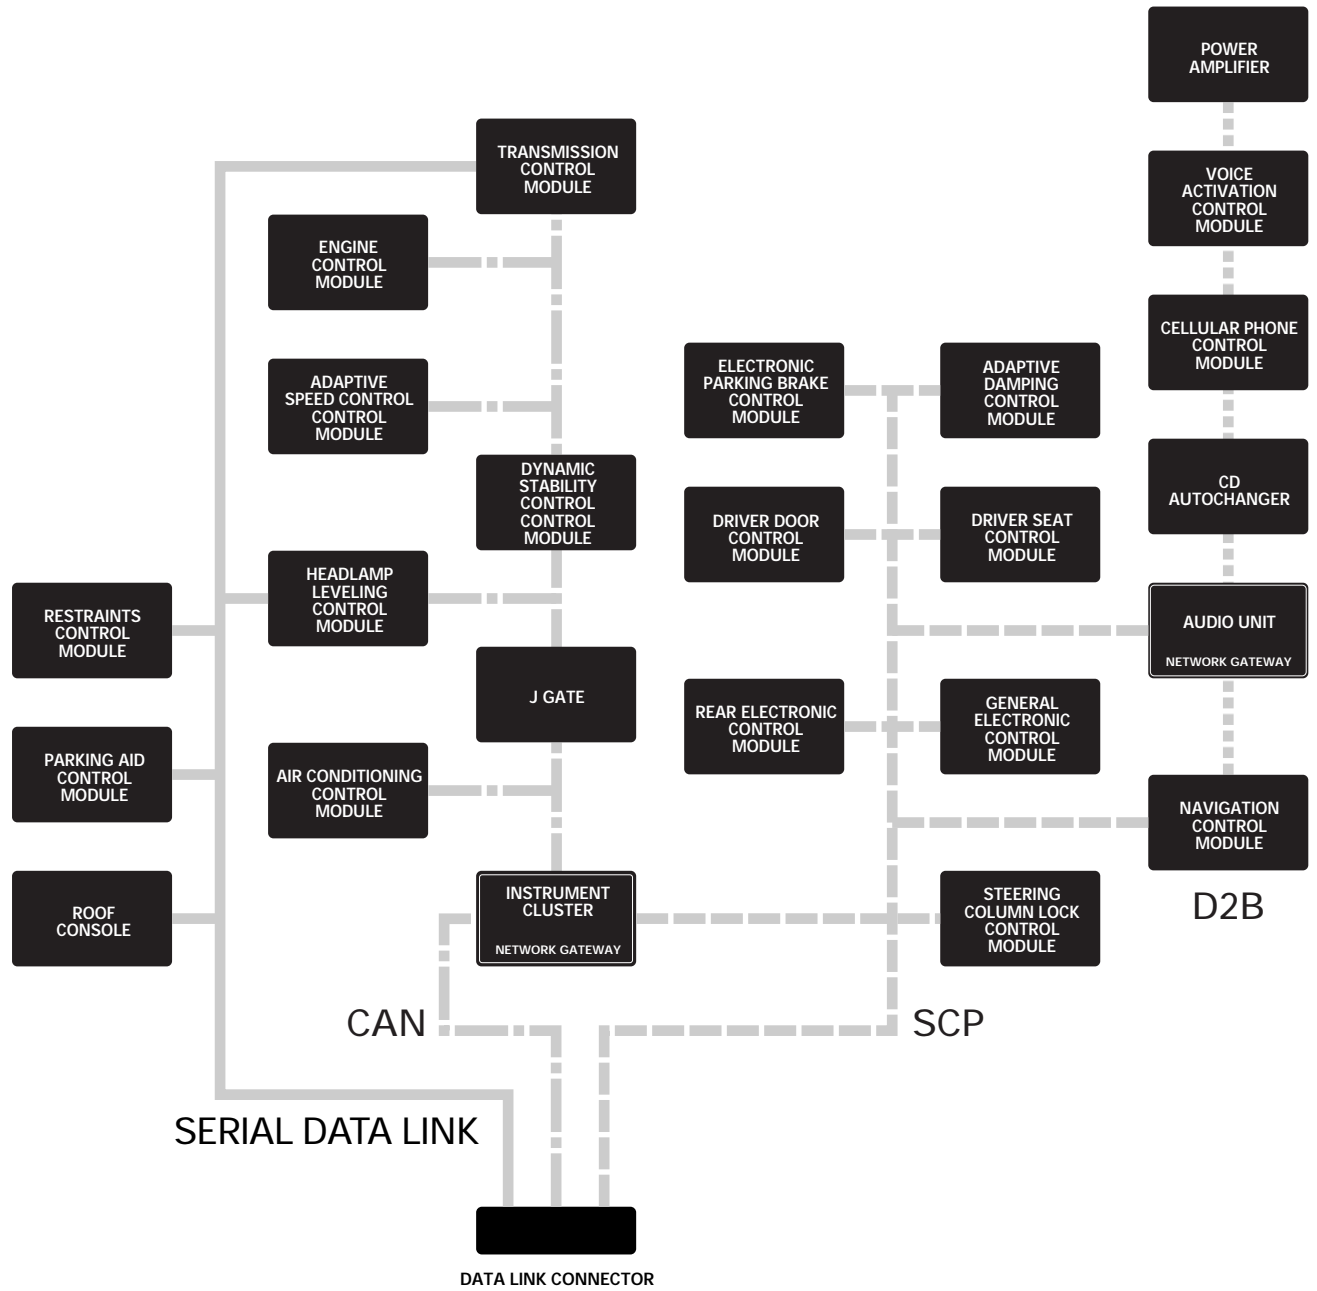 POWER
AMPLIFIER
TRANSMISSION
CONTROL
MODULE
VOICE
ACTIVATION
CONTROL
MODULE
ENGINE
CONTROL
MODULE
CELLULAR PHONE
CONTROL
MODULE
ADAPTIVE
SPEED CONTROL
CONTROL
MODULE
ELECTRONIC
PARKING BRAKE
CONTROL
MODULE
ADAPTIVE
DAMPING
CONTROL
MODULE
DYNAMIC
STABILITY
CONTROL
CONTROL
MODULE
CD
AUTOCHANGER
DRIVER DOOR
CONTROL
MODULE
DRIVER SEAT
CONTROL
MODULE
HEADLAMP
LEVELING
CONTROL
MODULE
RESTRAINTS
CONTROL
MODULE
AUDIO UNIT
NETWORK GATEWAY
J GATE
REAR ELECTRONIC
CONTROL
MODULE
GENERAL
ELECTRONIC
CONTROL
MODULE
PARKING AID
CONTROL
MODULE
AIR CONDITIONING
CONTROL
MODULE
NAVIGATION
CONTROL
MODULE
D2B
ROOF
CONSOLE
INSTRUMENT
CLUSTER
NETWORK GATEWAY
STEERING
COLUMN LOCK
CONTROL
MODULE
CAN
SCP
SERIAL DATA LINK
DATA LINK CONNECTOR